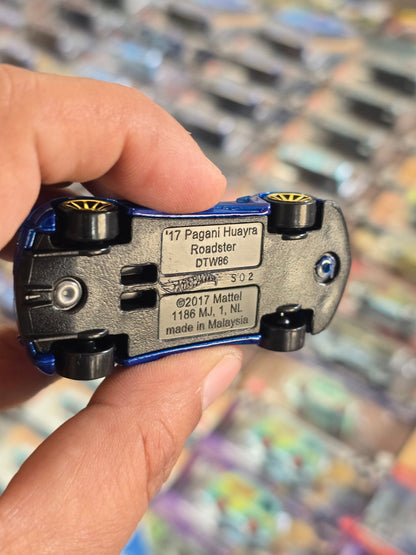 '17 Pagani Huayra
Roadster
DTW86
Hot Wheels S02
©2017 Mattel
1186 MJ, 1, NL
made in Malaysia